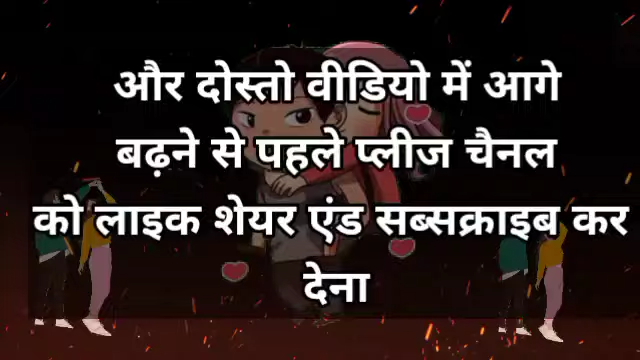 और दोस्तो वीडियो में आगे
बढ़ने से पहले प्लीज चैनल
को लाइक शेयर एंड सब्सक्राइब कर
देना